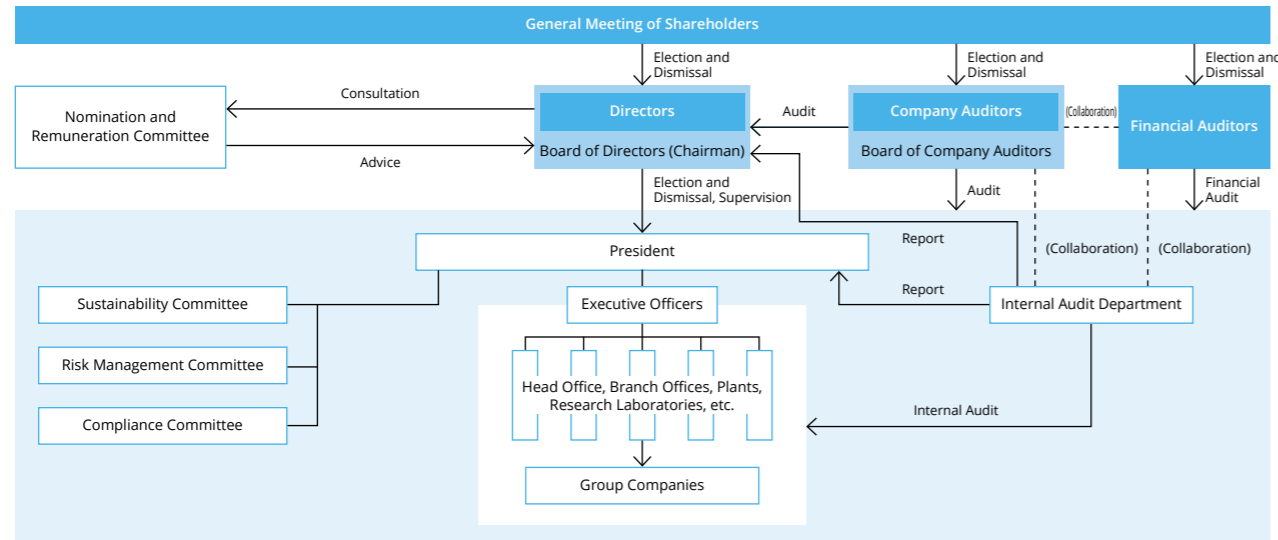 General Meeting of Shareholders
Election and
Dismissal
Election and
Dismissal
Election and
Dismissal
Nomination and
Remuneration Committee
Consultation
Advice
Directors
Board of Directors (Chairman)
Audit
Company Auditors
Board of Company Auditors
(Collaboration)
Financial Auditors
Election and
Dismissal, Supervision
Audit
Financial
Audit
Report
(Collaboration)
(Collaboration)
President
Sustainability Committee
Executive Officers
Report
Internal Audit Department
Risk Management Committee
Head Office, Branch Offices, Plants,
Research Laboratories, etc.
Compliance Committee
Internal Audit
Group Companies